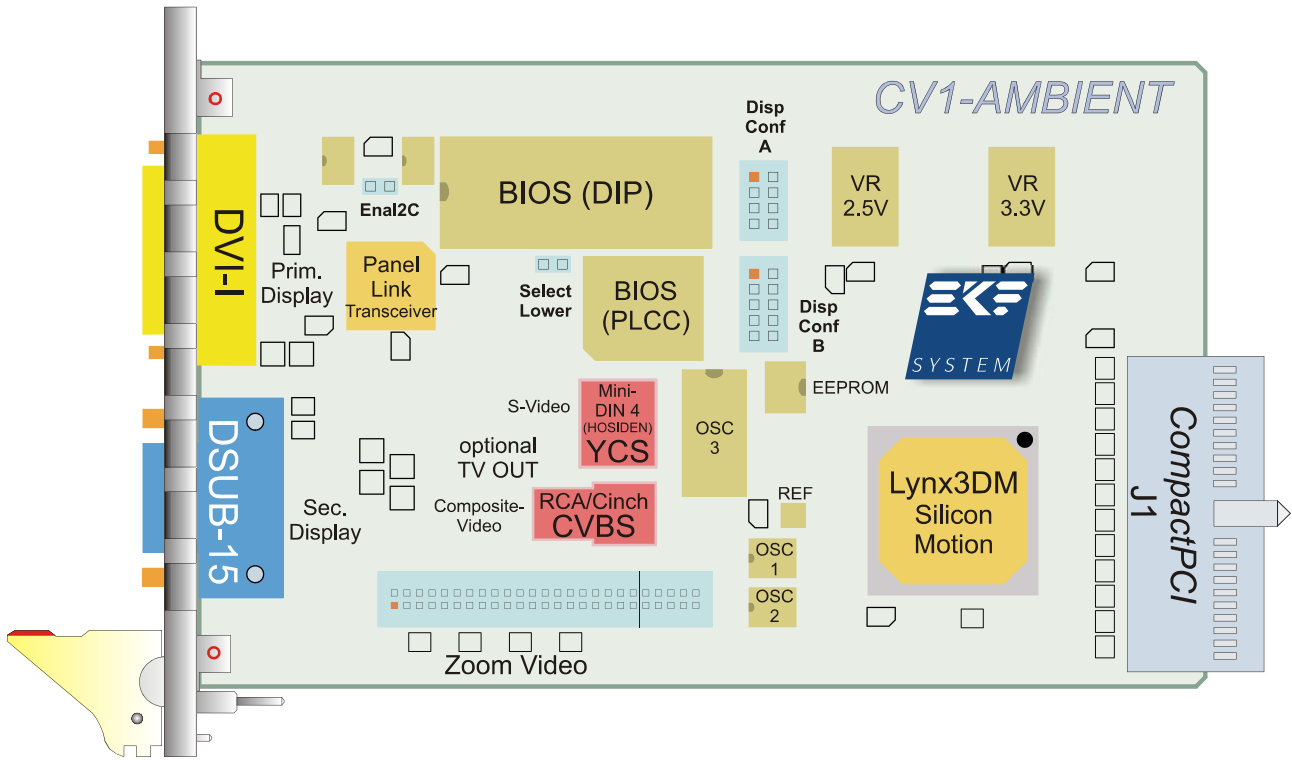 CV1-AMBIENT
Disp
Conf
A
BIOS (DIP)
VR
2.5V
VR
3.3V
EnaI2C
DVI-I
Prim.
Display
Panel
Link
Transceiver
Select
Lower
BIOS
(PLCC)
Disp
Conf
B
EKF
SYSTEM
EEPROM
S-Video
Mini-
DIN 4
(HOSIDEN)
YCS
OSC
3
optional
TV OUT
Composite-
Video
RCA/Cinch
CVBS
REF
OSC
1
OSC
2
Lynx3DM
Silicon
Motion
CompactPCI
J1
DSUB-15
Sec.
Display
Zoom Video